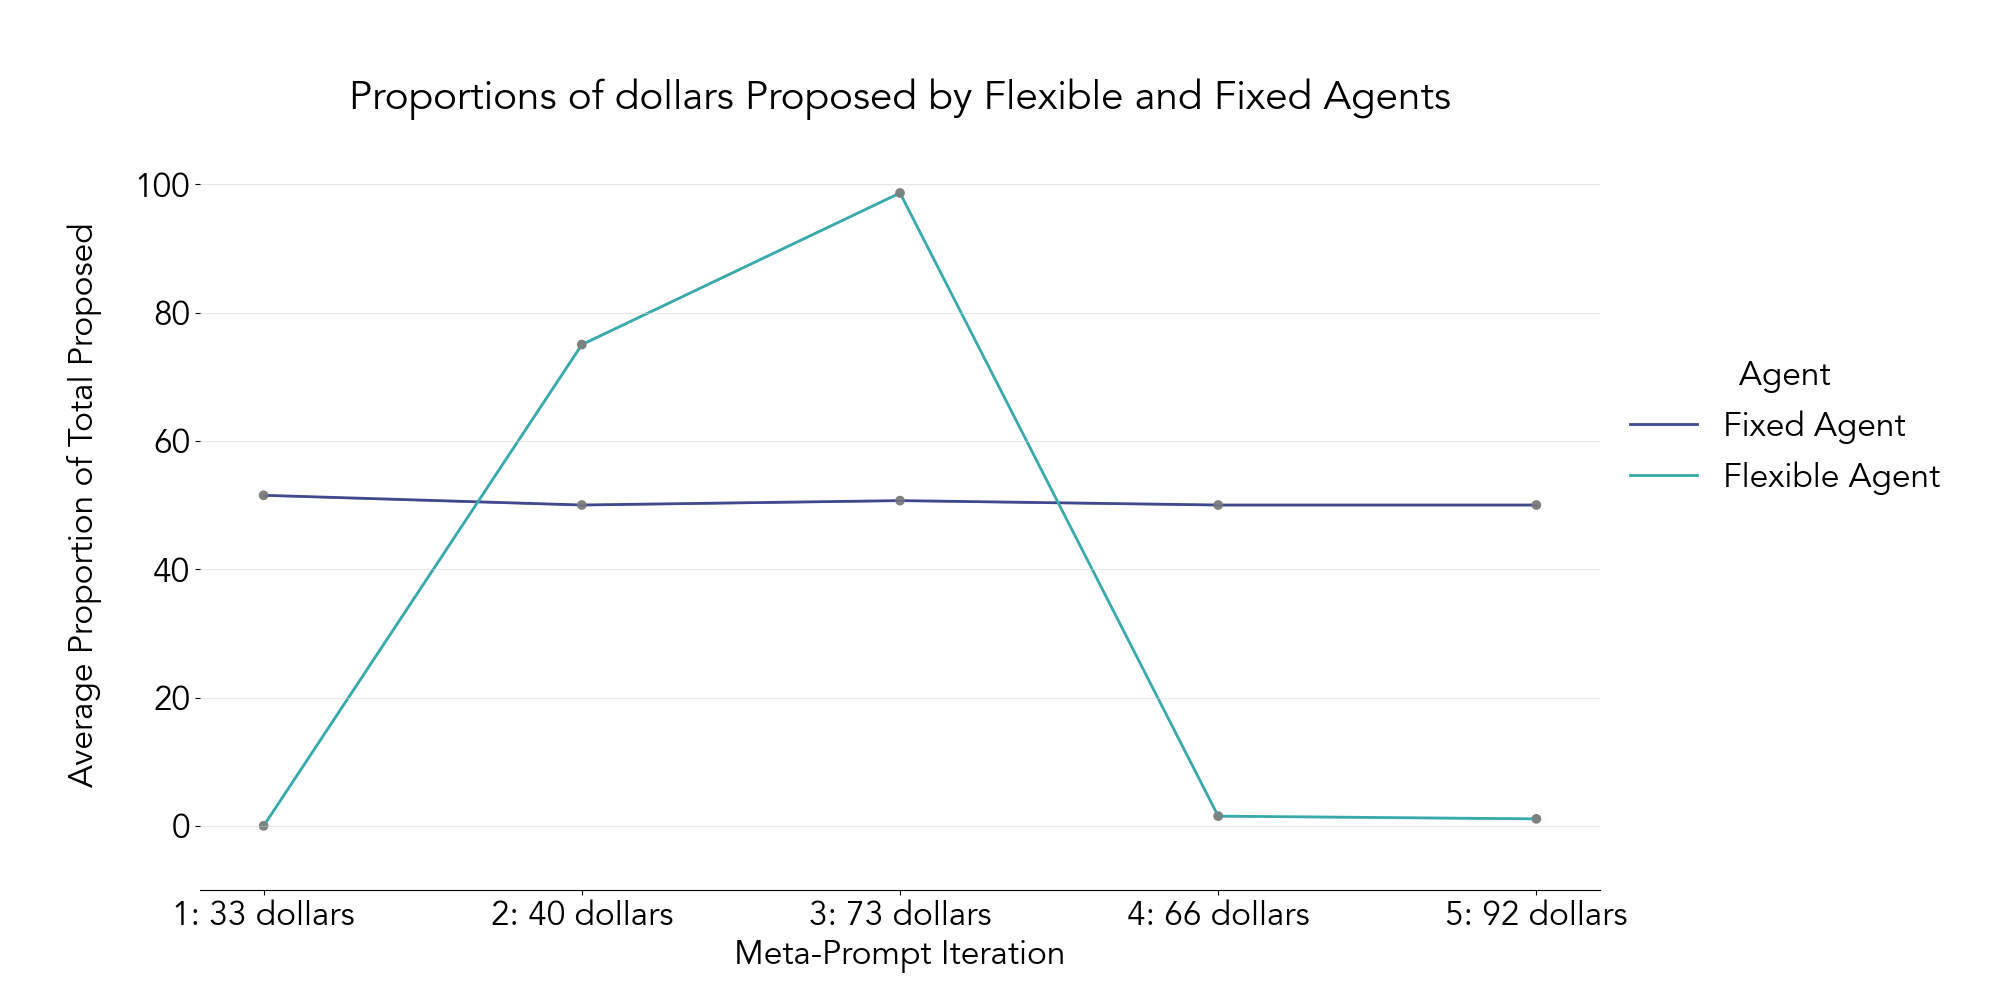 Proportions of dollars Proposed by Flexible and Fixed Agents
Average Proportion of Total Proposed
100
80
60
40
20
0
1: 33 dollars
2: 40 dollars
3: 73 dollars
4: 66 dollars
5: 92 dollars
Meta-Prompt Iteration
Agent
Fixed Agent
Flexible Agent